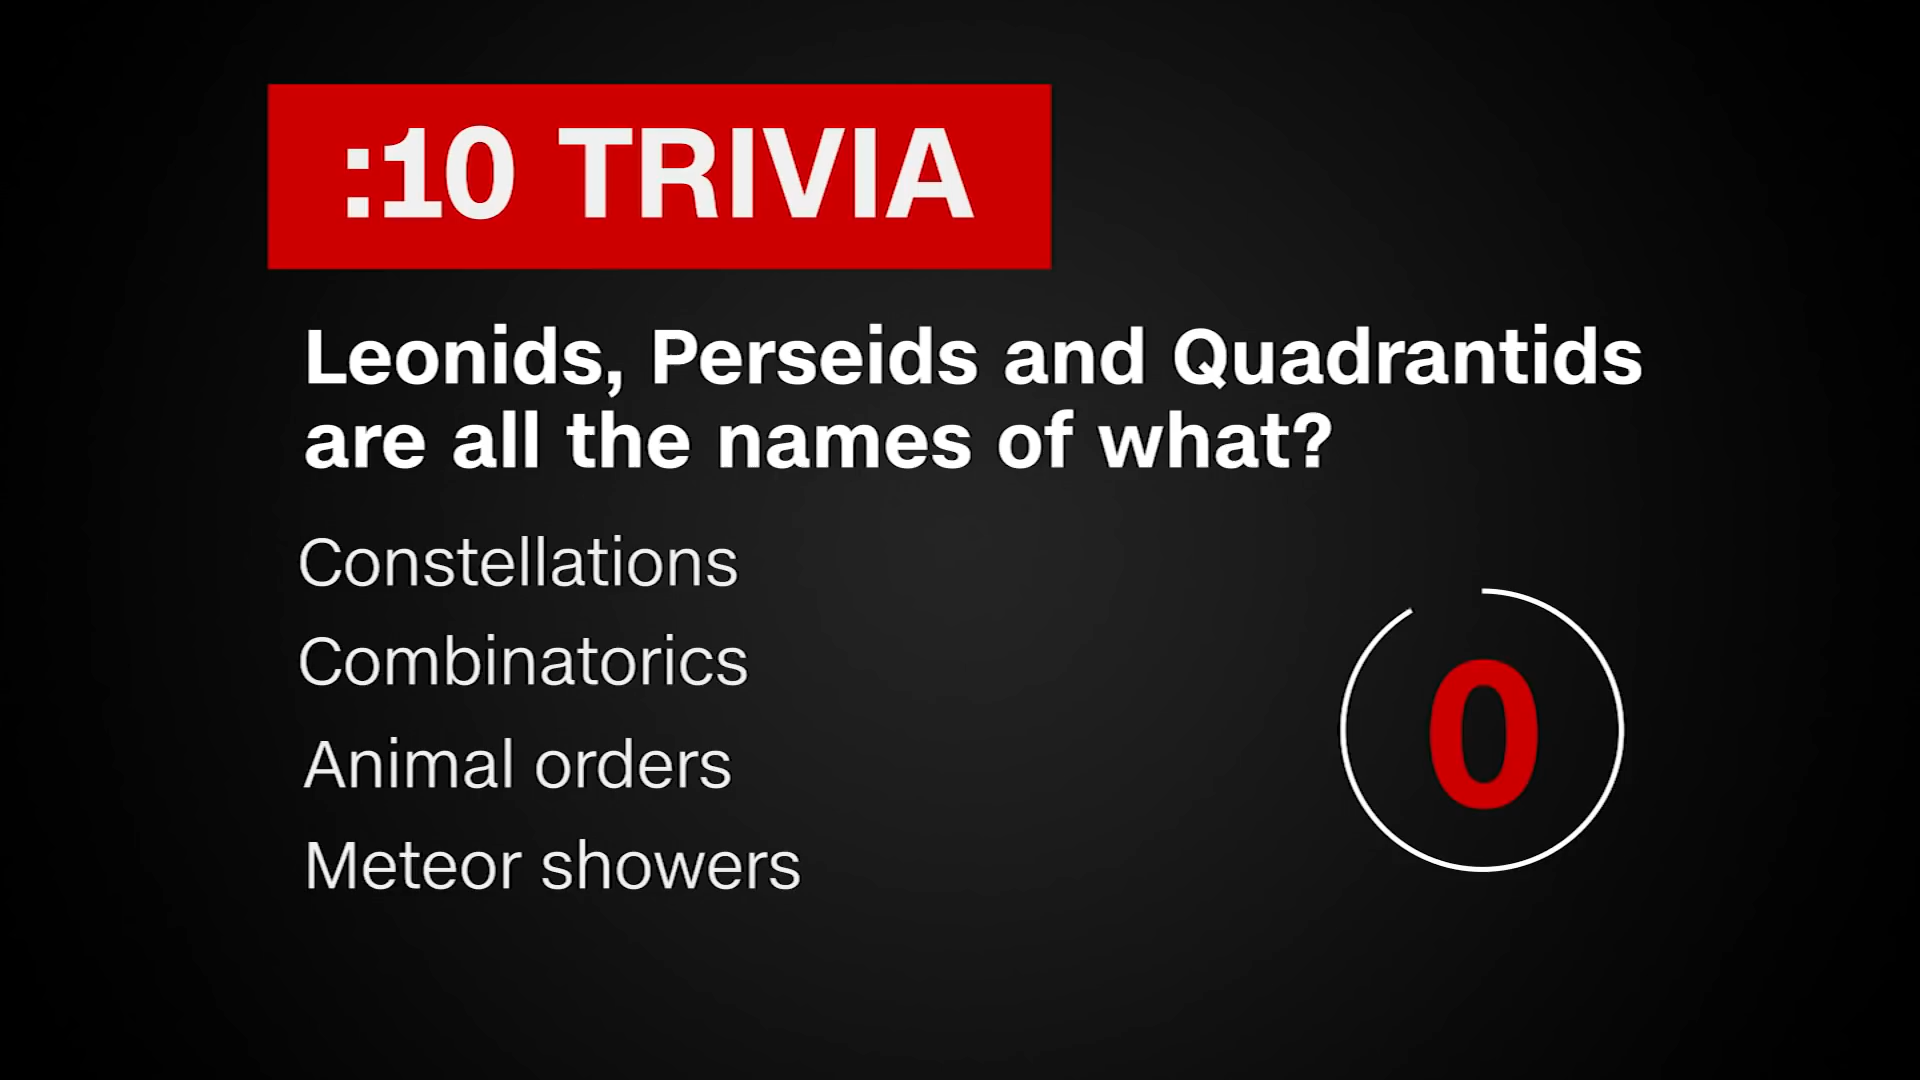 :10 TRIVIA
Leonids, Perseids and Quadrantids
are all the names of what?
Constellations
Combinatorics
Animal orders
Meteor showers
0